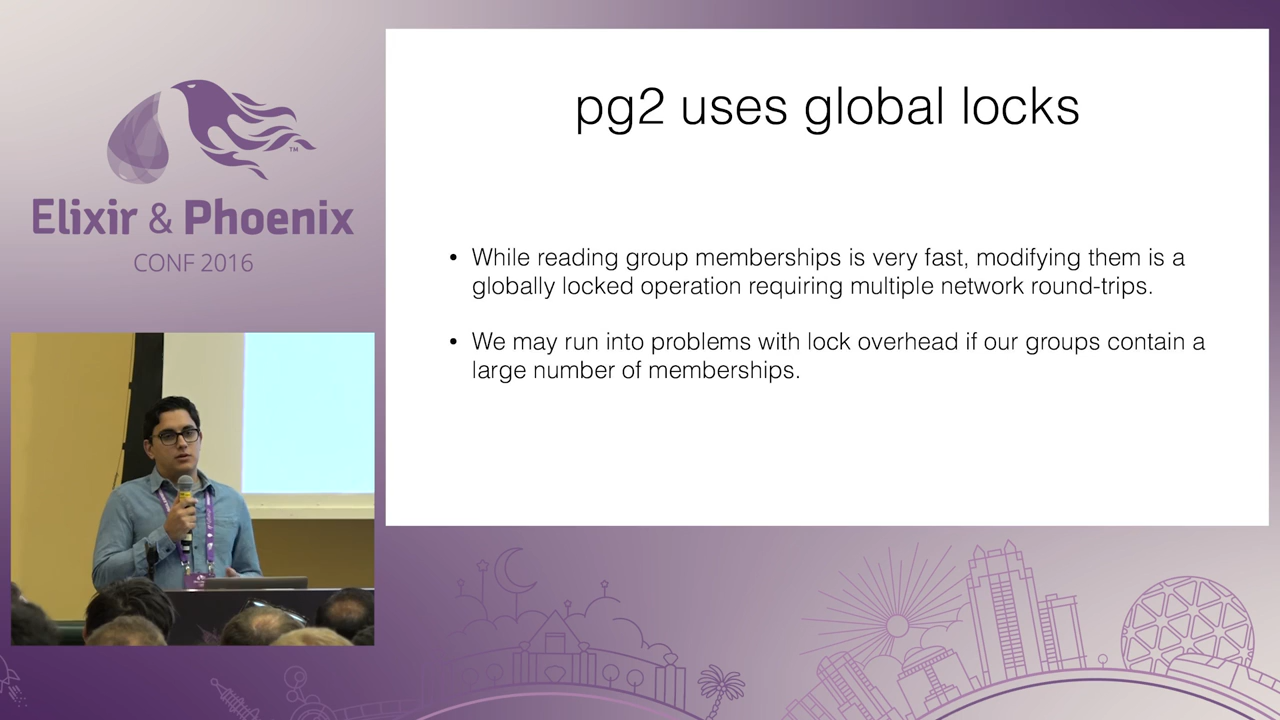 Elixir & Phoenix
TM
CONF 2016
pg2 uses global locks
• While reading group memberships is very fast, modifying them is a
globally locked operation requiring multiple network round-trips.
• We may run into problems with lock overhead if our groups contain a
large number of memberships.